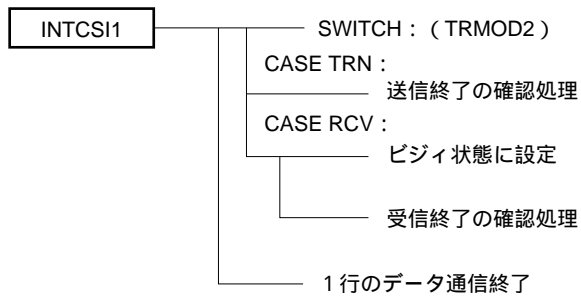 INTCSI1
SWITCH：（TRMOD2）
CASE TRN：
送信終了の確認処理
CASE RCV：
ビジィ状態に設定
受信終了の確認処理
1行のデータ通信終了